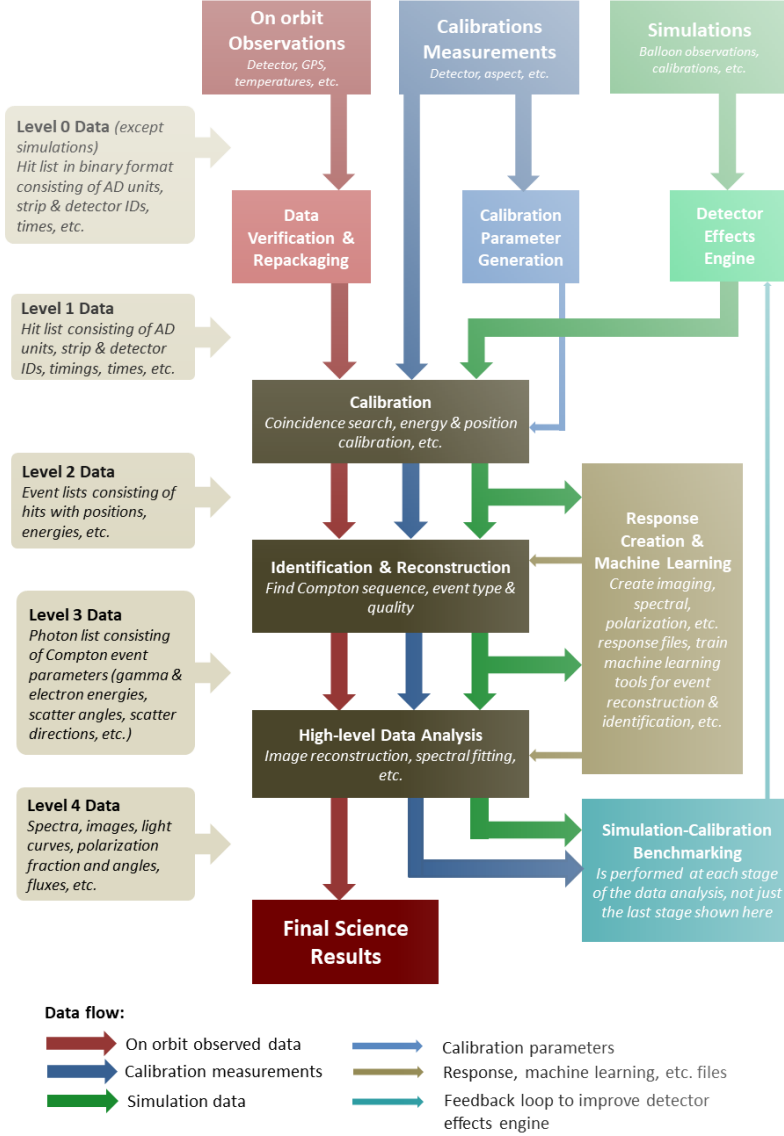 On orbit
Observations
Detector, GPS,
temperatures, etc.
Calibrations
Measurements
Detector, aspect, etc.
Simulations
Balloon observations,
calibrations, etc.
Level 0 Data (except
simulations)
Hit list in binary format
consisting of AD units,
strip & detector IDs,
times, etc.
Data
Verification &
Repackaging
Calibration
Parameter
Generation
Detector
Effects
Engine
Level 1 Data
Hit list consisting of AD
units, strip & detector
IDs, timings, times, etc.
Calibration
Coincidence search, energy & position
calibration, etc.
Level 2 Data
Event lists consisting of
hits with positions,
energies, etc.
Identification & Reconstruction
Find Compton sequence, event type &
quality
Response
Creation &
Machine Learning
Create imaging,
spectral,
polarization, etc.
response files, train
machine learning
tools for event
reconstruction &
identification, etc.
Level 3 Data
Photon list consisting
of Compton event
parameters (gamma &
electron energies,
scatter angles, scatter
directions, etc.)
High-level Data Analysis
Image reconstruction, spectral fitting,
etc.
Level 4 Data
Spectra, images, light
curves, polarization
fraction and angles,
fluxes, etc.
Simulation-Calibration
Benchmarking
Is performed at each stage
of the data analysis, not just
the last stage shown here
Final Science
Results
Data flow:
On orbit observed data
Calibration measurements
Simulation data
Calibration parameters
Response, machine learning, etc. files
Feedback loop to improve detector
effects engine